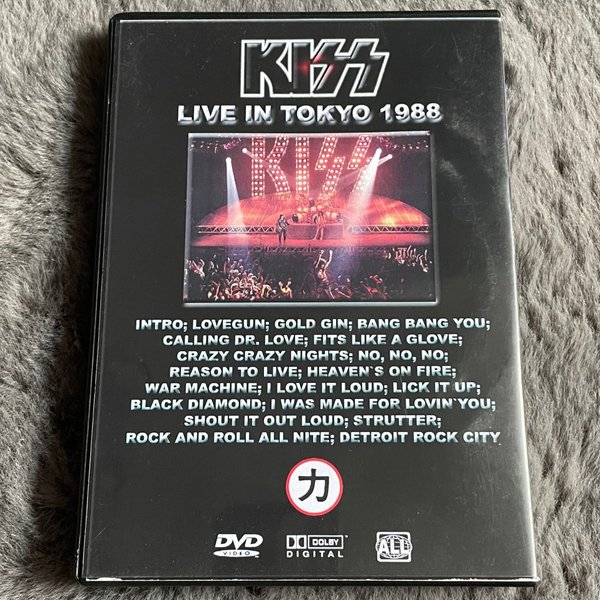 KISS
LIVE IN TOKYO 1988
KISS
INTRO; LOVEGUN; GOLD GIN; BANG BANG YOU;
CALLING DR. LOVE; FITS LIKE A GLOVE;
CRAZY CRAZY NIGHTS; NO, NO, NO;
REASON TO LIVE; HEAVEN`S ON FIRE;
WAR MACHINE; I LOVE IT LOUD; LICK IT UP;
BLACK DIAMOND; I WAS MADE FOR LOVIN`YOU;
SHOUT IT OUT LOUD; STRUTTER;
ROCK AND ROLL ALL NITE; DETROIT ROCK CITY
力
DVD VIDEO
DOLBY DIGITAL
ALL